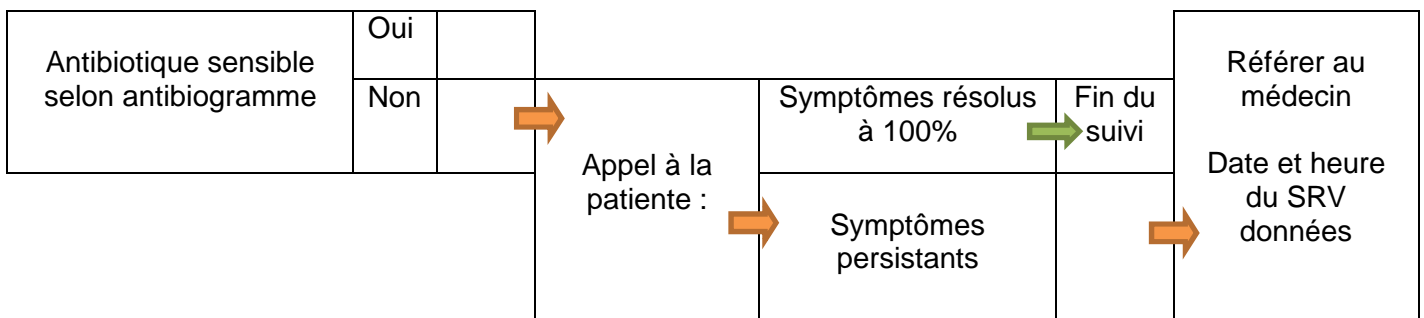 Antibiotique sensible
selon antibiogramme
Oui
Non
Appel à la
patiente :
Symptômes résolus
à 100%
Fin du
suivi
Symptômes
persistants
Référer au
médecin
Date et heure
du SRV
données